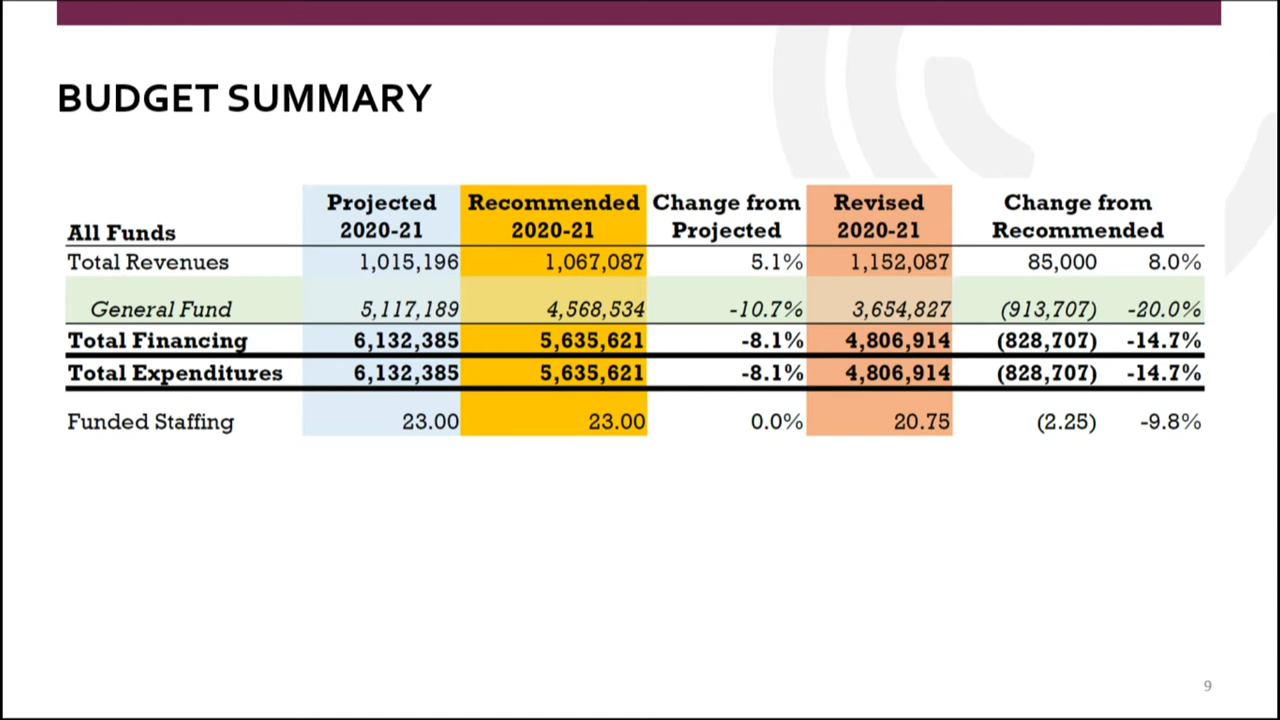 BUDGET SUMMARY
All Funds Projected 2020-21 Recommended 2020-21 Change from Projected Revised 2020-21 Change from Recommended
Total Revenues 1,015,196 1,067,087 5.1% 1,152,087 85,000 8.0%
General Fund 5,117,189 4,568,534 -10.7% 3,654,827 (913,707) -20.0%
Total Financing 6,132,385 5,635,621 -8.1% 4,806,914 (828,707) -14.7%
Total Expenditures 6,132,385 5,635,621 -8.1% 4,806,914 (828,707) -14.7%
Funded Staffing 23.00 23.00 0.0% 20.75 (2.25) -9.8%
9